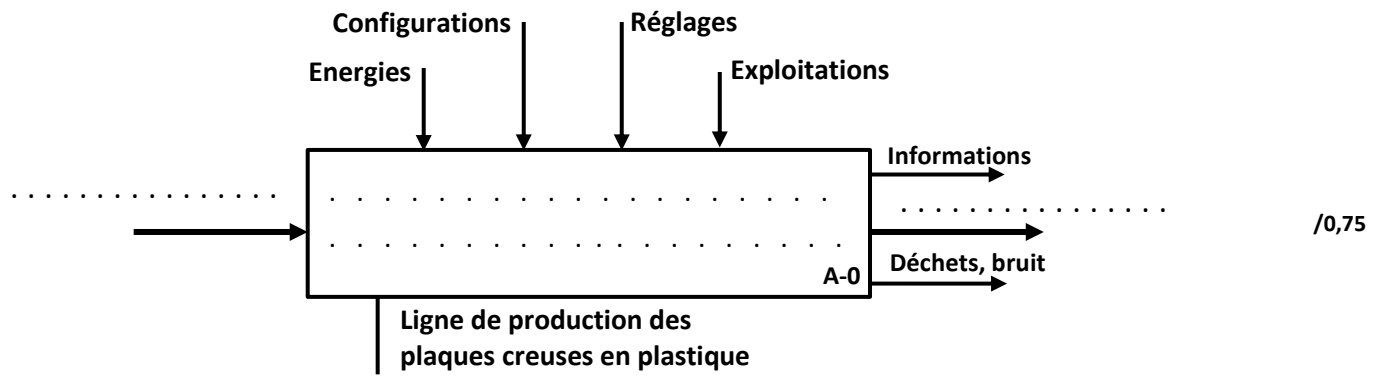 Configurations
Réglages
Energies
Exploitations
Informations
. . . . . . . . . . . . . . .
. . . . . . . . . . . . . . . . . .
. . . . . . . . . . . . . . .
/0,75
. . . . . . . . . . . . . . . . . .
Déchets, bruit
A-0
Ligne de production des
plaques creuses en plastique